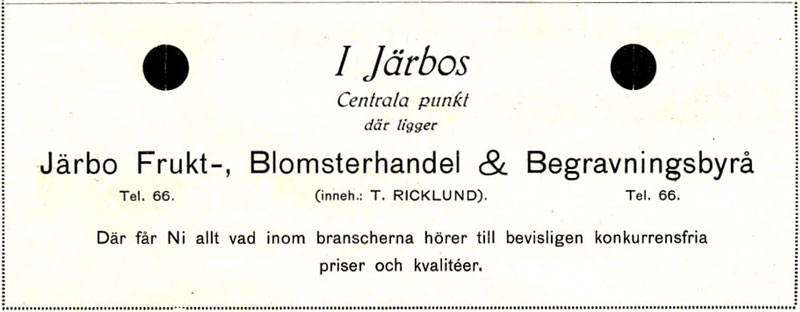 I Järbos
Centrala punkt
där ligger
Järbo Frukt-, Blomsterhandel & Begravningsbyrå
Tel. 66. (inneh.: T. RICKLUND). Tel. 66.
Där får Ni allt vad inom branscherna hörer till bevisligen konkurrensfria
priser och kvalitéer.